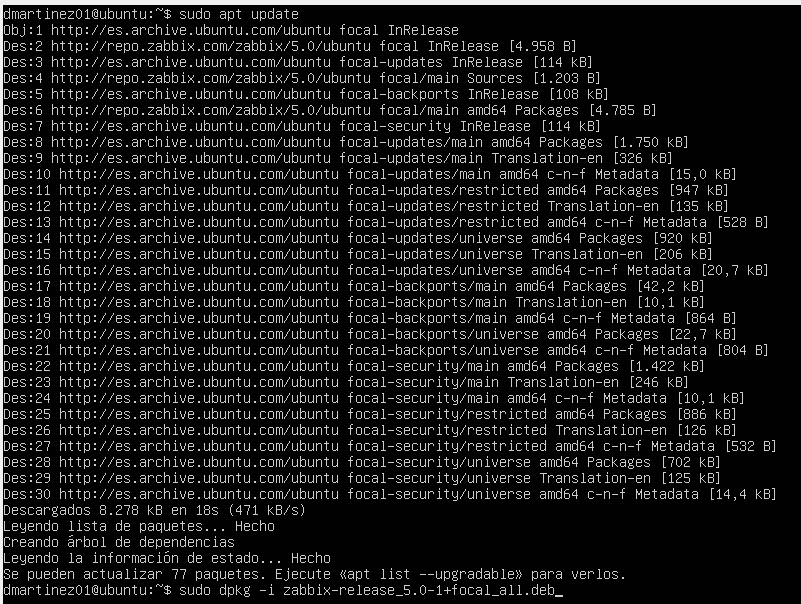 dmartinez01@ubuntu:~$ sudo apt update
Obj:1 http://es.archive.ubuntu.com/ubuntu focal InRelease
Des:2 http://repo.zabbix.com/zabbix/5.0/ubuntu focal InRelease [4.958 B]
Des:3 http://es.archive.ubuntu.com/ubuntu focal-updates InRelease [114 kB]
Des:4 http://repo.zabbix.com/zabbix/5.0/ubuntu focal/main Sources [1.203 B]
Des:5 http://es.archive.ubuntu.com/ubuntu focal-backports InRelease [108 kB]
Des:6 http://repo.zabbix.com/zabbix/5.0/ubuntu focal/main amd64 Packages [4.785 B]
Des:7 http://es.archive.ubuntu.com/ubuntu focal-security InRelease [114 kB]
Des:8 http://es.archive.ubuntu.com/ubuntu focal-updates/main amd64 Packages [1.750 kB]
Des:9 http://es.archive.ubuntu.com/ubuntu focal-updates/main Translation-en [326 kB]
Des:10 http://es.archive.ubuntu.com/ubuntu focal-updates/main amd64 c-n-f Metadata [15,0 kB]
Des:11 http://es.archive.ubuntu.com/ubuntu focal-updates/restricted amd64 Packages [947 kB]
Des:12 http://es.archive.ubuntu.com/ubuntu focal-updates/restricted Translation-en [135 kB]
Des:13 http://es.archive.ubuntu.com/ubuntu focal-updates/restricted amd64 c-n-f Metadata [528 B]
Des:14 http://es.archive.ubuntu.com/ubuntu focal-updates/universe amd64 Packages [920 kB]
Des:15 http://es.archive.ubuntu.com/ubuntu focal-updates/universe Translation-en [206 kB]
Des:16 http://es.archive.ubuntu.com/ubuntu focal-updates/universe amd64 c-n-f Metadata [20,7 kB]
Des:17 http://es.archive.ubuntu.com/ubuntu focal-backports/main amd64 Packages [42,2 kB]
Des:18 http://es.archive.ubuntu.com/ubuntu focal-backports/main Translation-en [10,1 kB]
Des:19 http://es.archive.ubuntu.com/ubuntu focal-backports/main amd64 c-n-f Metadata [864 B]
Des:20 http://es.archive.ubuntu.com/ubuntu focal-backports/universe amd64 Packages [22,7 kB]
Des:21 http://es.archive.ubuntu.com/ubuntu focal-backports/universe amd64 c-n-f Metadata [804 B]
Des:22 http://es.archive.ubuntu.com/ubuntu focal-security/main amd64 Packages [1.422 kB]
Des:23 http://es.archive.ubuntu.com/ubuntu focal-security/main Translation-en [246 kB]
Des:24 http://es.archive.ubuntu.com/ubuntu focal-security/main amd64 c-n-f Metadata [10,1 kB]
Des:25 http://es.archive.ubuntu.com/ubuntu focal-security/restricted amd64 Packages [886 kB]
Des:26 http://es.archive.ubuntu.com/ubuntu focal-security/restricted Translation-en [126 kB]
Des:27 http://es.archive.ubuntu.com/ubuntu focal-security/restricted amd64 c-n-f Metadata [532 B]
Des:28 http://es.archive.ubuntu.com/ubuntu focal-security/universe amd64 Packages [702 kB]
Des:29 http://es.archive.ubuntu.com/ubuntu focal-security/universe Translation-en [125 kB]
Des:30 http://es.archive.ubuntu.com/ubuntu focal-security/universe amd64 c-n-f Metadata [14,4 kB]
Descargados 8.278 kB en 18s (471 kB/s)
Leyendo lista de paquetes... Hecho
Creando árbol de dependencias
Leyendo la información de estado... Hecho
Se pueden actualizar 77 paquetes. Ejecute «apt list --upgradable» para verlos.
dmartinez01@ubuntu:~$ sudo dpkg -i zabbix-release_5.0-1+focal_all.deb_